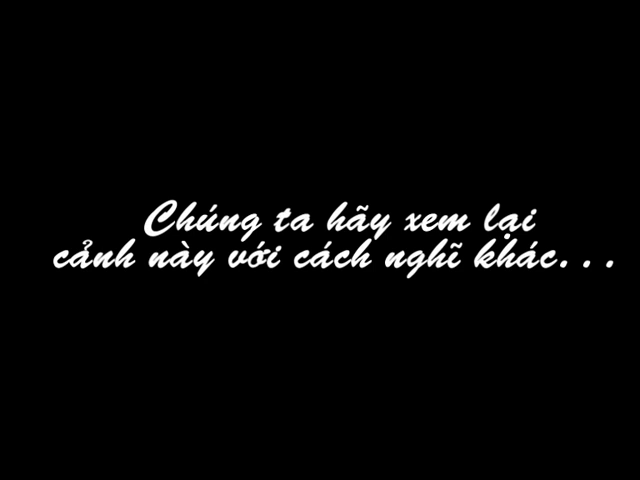 Chúng ta hãy xem lại
cảnh này với cách nghĩ khác. . .